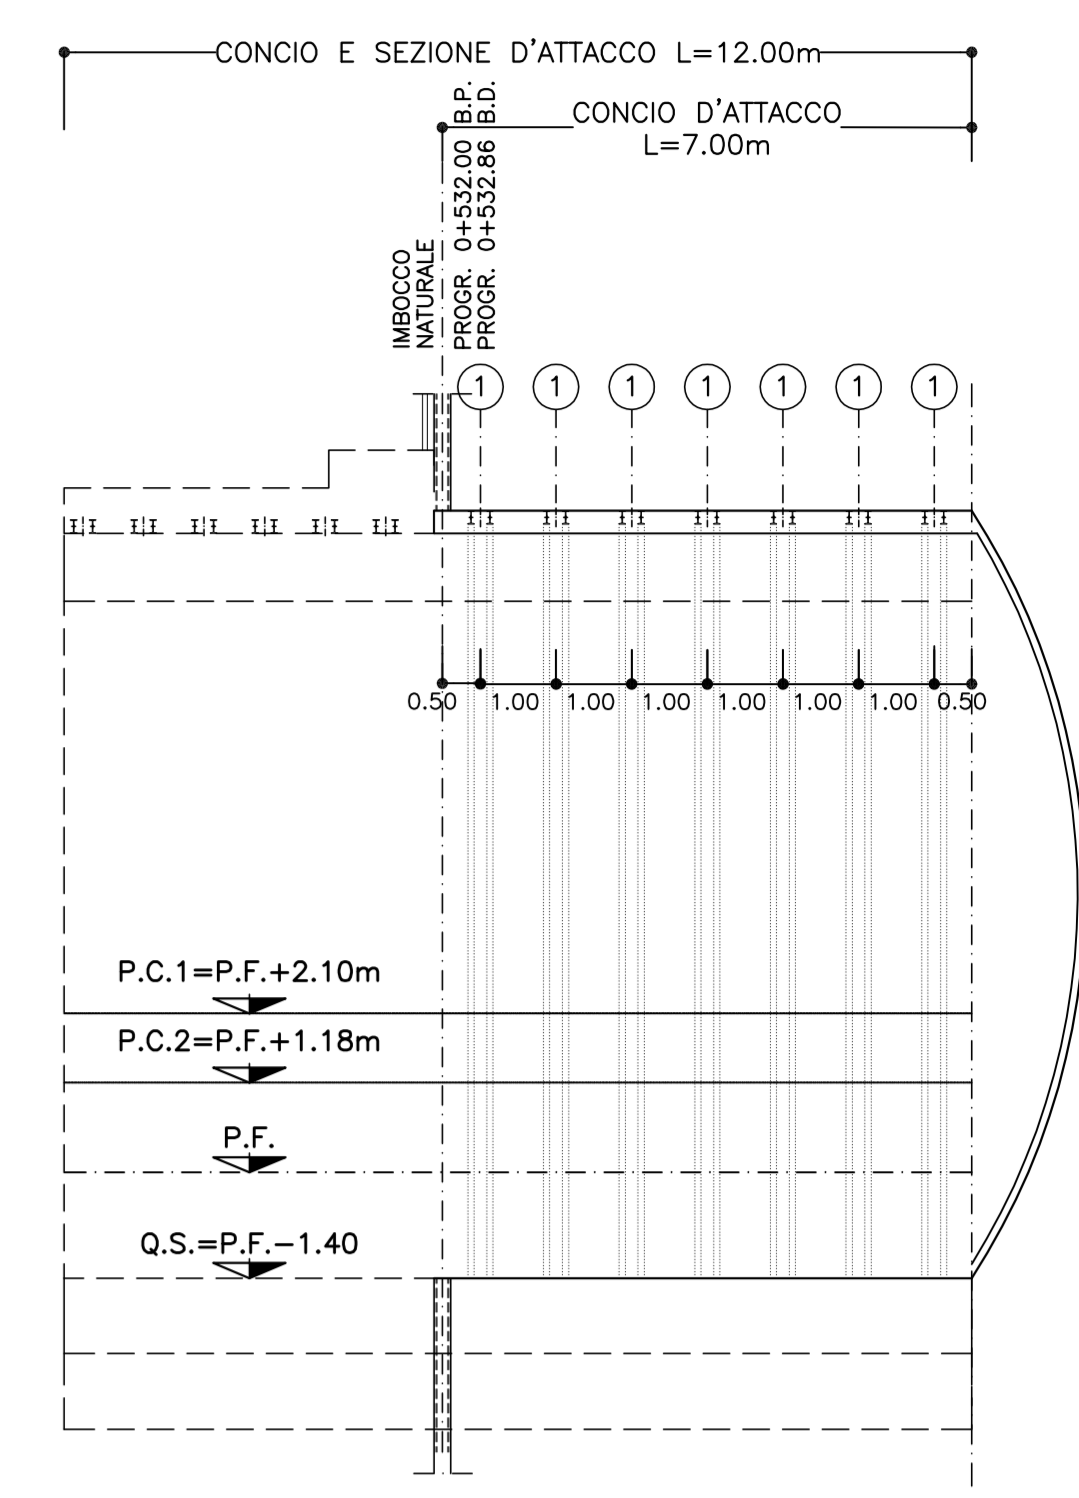 CONCIO E SEZIONE D'ATTACCO L=12.00m
CONCIO D'ATTACCO
L=7.00m
IMBOCCO
NATURALE
PROGR. 0+532.00 B.P.
PROGR. 0+532.86 B.D.
1 1 1 1 1 1 1
0.50 1.00 1.00 1.00 1.00 1.00 1.00 0.50
P.C.1=P.F.+2.10m
P.C.2=P.F.+1.18m
P.F.
Q.S.=P.F.-1.40